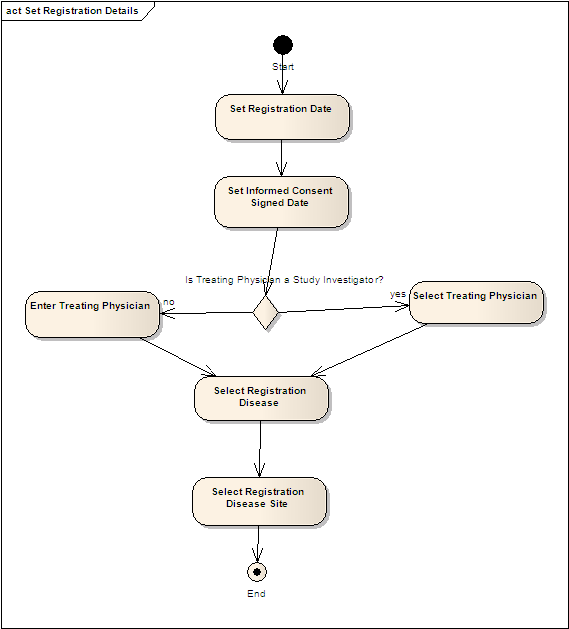 act Set Registration Details
Start
Set Registration Date
Set Informed Consent
Signed Date
Is Treating Physician a Study Investigator?
no
yes
Enter Treating Physician
Select Treating Physician
Select Registration
Disease
Select Registration
Disease Site
End